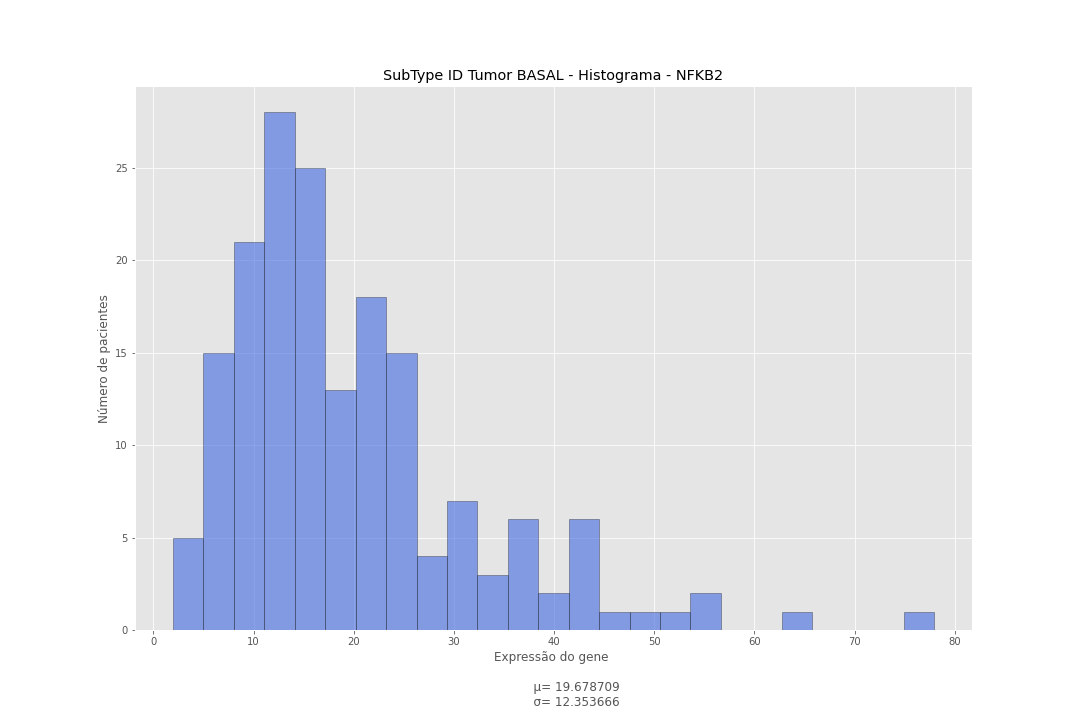 SubType ID Tumor BASAL - Histograma - NFKB2
25
20
15
10
5
0
Número de pacientes
0 10 20 30 40 50 60 70 80
Expressão do gene
μ= 19.678709
σ= 12.353666